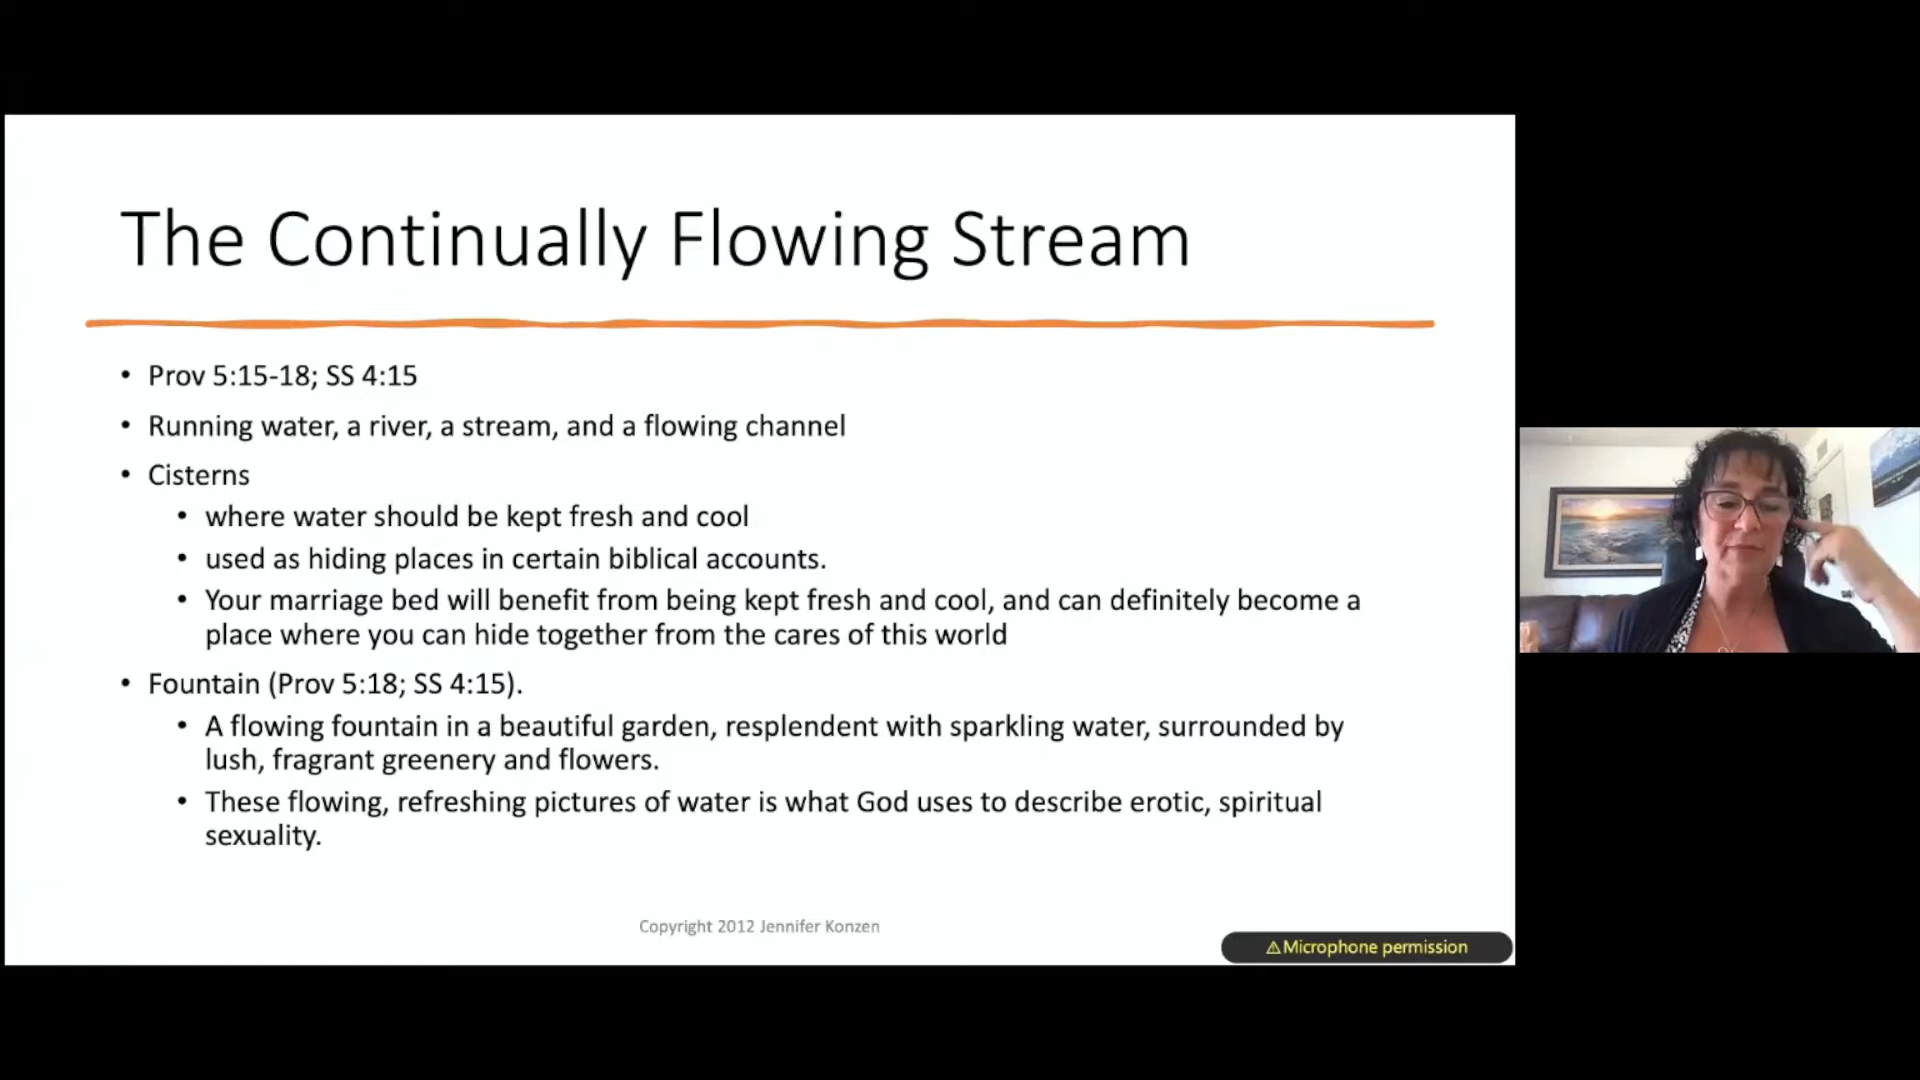 The Continually Flowing Stream
• Prov 5:15-18; SS 4:15
• Running water, a river, a stream, and a flowing channel
• Cisterns
• where water should be kept fresh and cool
• used as hiding places in certain biblical accounts.
• Your marriage bed will benefit from being kept fresh and cool, and can definitely become a
place where you can hide together from the cares of this world
• Fountain (Prov 5:18; SS 4:15).
• A flowing fountain in a beautiful garden, resplendent with sparkling water, surrounded by
lush, fragrant greenery and flowers.
• These flowing, refreshing pictures of water is what God uses to describe erotic, spiritual
sexuality.
Copyright 2012 Jennifer Konzen
⚠Microphone permission